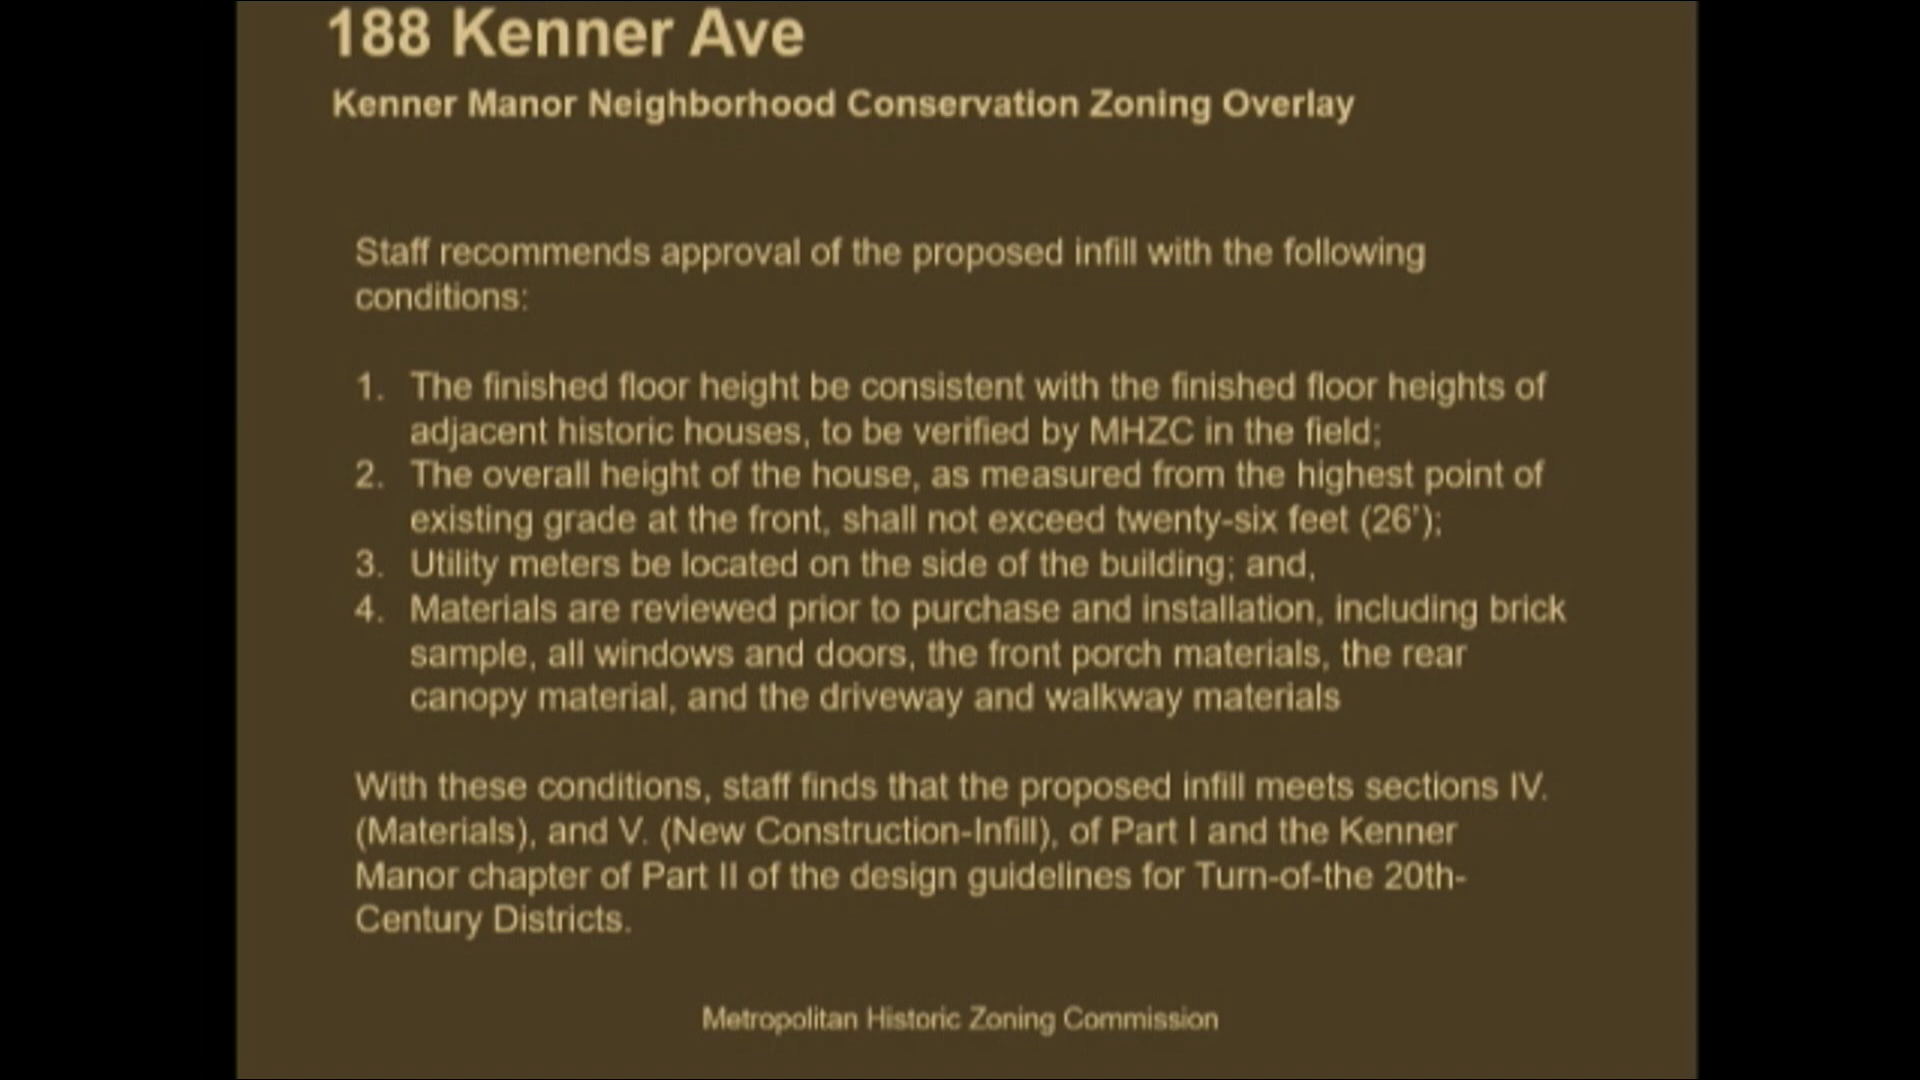 188 Kenner Ave
Kenner Manor Neighborhood Conservation Zoning Overlay
Staff recommends approval of the proposed infill with the following
conditions:
1. The finished floor height be consistent with the finished floor heights of
adjacent historic houses, to be verified by MHZC in the field;
2. The overall height of the house, as measured from the highest point of
existing grade at the front, shall not exceed twenty-six feet (26’);
3. Utility meters be located on the side of the building; and,
4. Materials are reviewed prior to purchase and installation, including brick
sample, all windows and doors, the front porch materials, the rear
canopy material, and the driveway and walkway materials
With these conditions, staff finds that the proposed infill meets sections IV.
(Materials), and V. (New Construction-Infill), of Part I and the Kenner
Manor chapter of Part II of the design guidelines for Turn-of-the 20th-
Century Districts.
Metropolitan Historic Zoning Commission